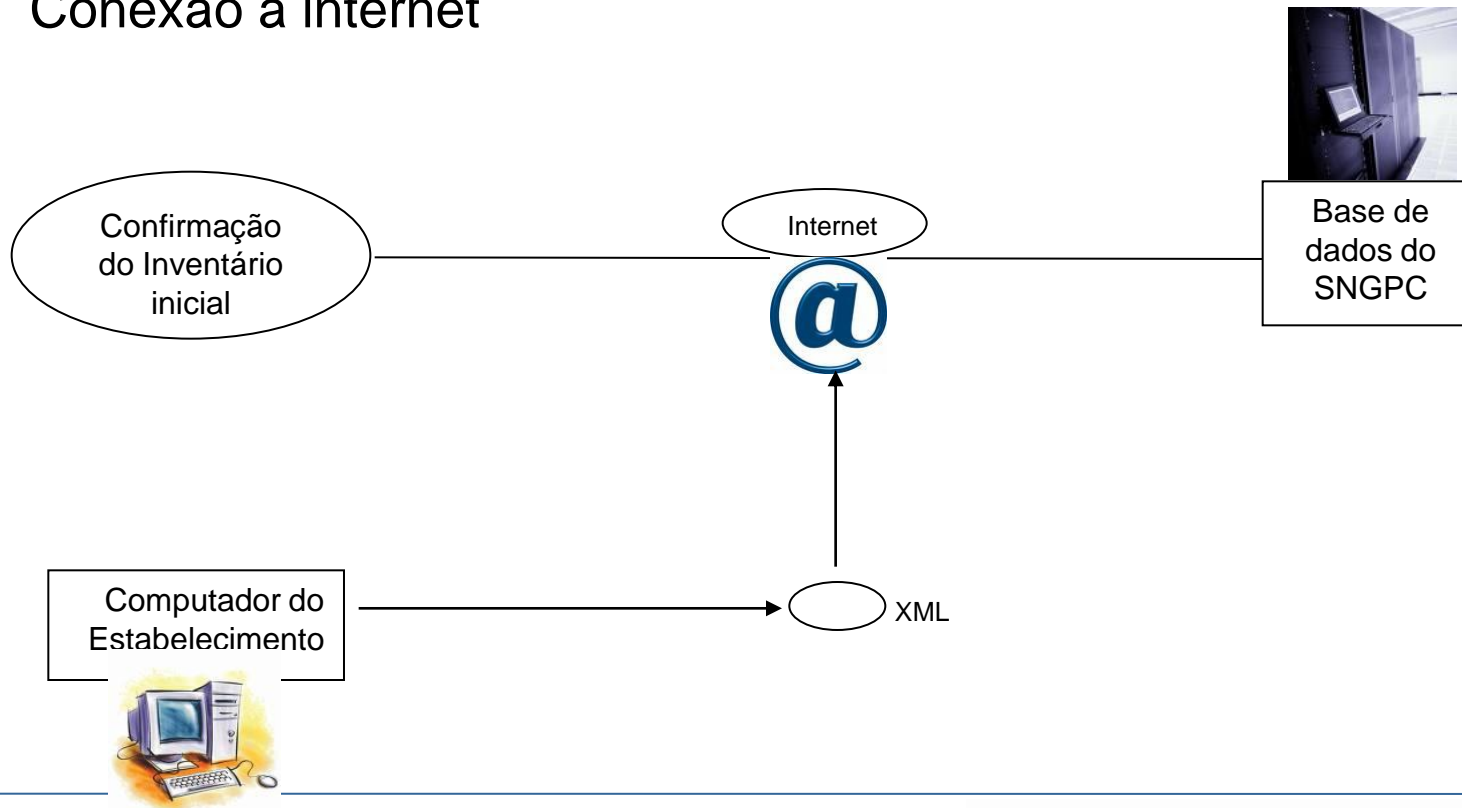 Conexão à Internet
Confirmação
do Inventário
inicial
Internet
@
Base de
dados do
SNGPC
Computador do
Estabelecimento
XML